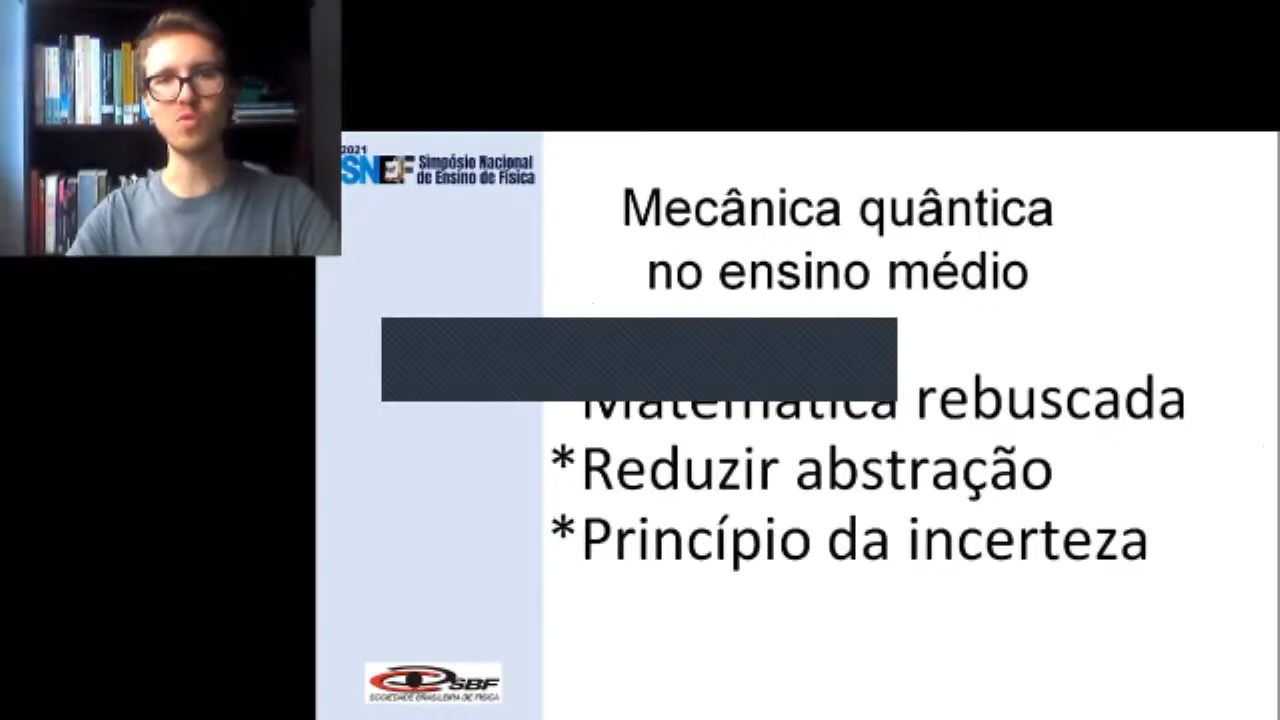 2021
SNEF Simpósio Nacional
de Ensino de Física
Mecânica quântica
no ensino médio
Matemática rebuscada
*Reduzir abstração
*Princípio da incerteza
SBF
SOCIEDADE BRASILEIRA DE FÍSICA